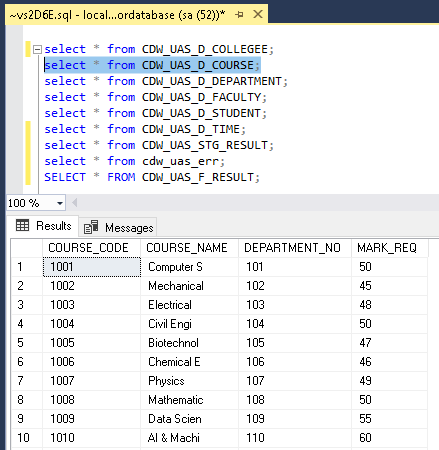 ~vs2D6E.sql - local...ordatabase (sa (52))*
select * from CDW_UAS_D_COLLEGEE;
select * from CDW_UAS_D_COURSE;
select * from CDW_UAS_D_DEPARTMENT;
select * from CDW_UAS_D_FACULTY;
select * from CDW_UAS_D_STUDENT;
select * from CDW_UAS_D_TIME;
select * from CDW_UAS_STG_RESULT;
select * from cdw_uas_err;
SELECT * FROM CDW_UAS_F_RESULT;
100 %
Results Messages
COURSE_CODE COURSE_NAME DEPARTMENT_NO MARK_REQ
1 1001 Computer S 101 50
2 1002 Mechanical 102 45
3 1003 Electrical 103 48
4 1004 Civil Engi 104 50
5 1005 Biotechnol 105 47
6 1006 Chemical E 106 46
7 1007 Physics 107 49
8 1008 Mathematic 108 50
9 1009 Data Scien 109 55
10 1010 AI & Machi 110 60